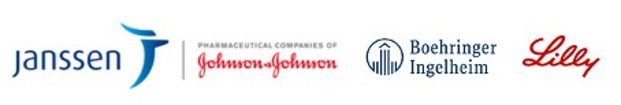 janssen
PHARMACEUTICAL COMPANIES OF
Johnson & Johnson
Boehringer
Ingelheim
Lilly